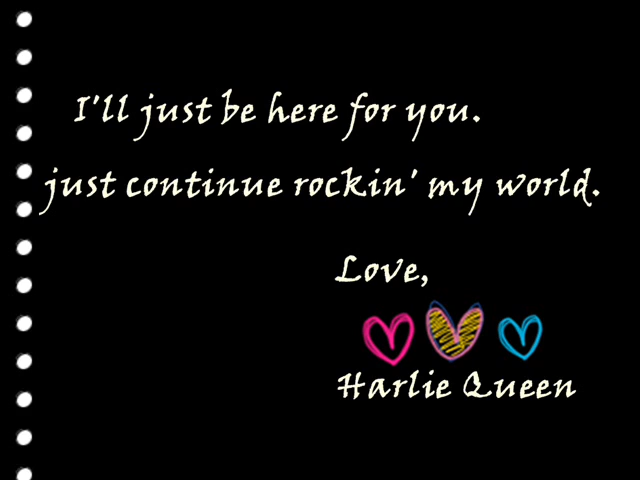 I'll just be here for you.
just continue rockin' my world.
Love,
Harlie Queen